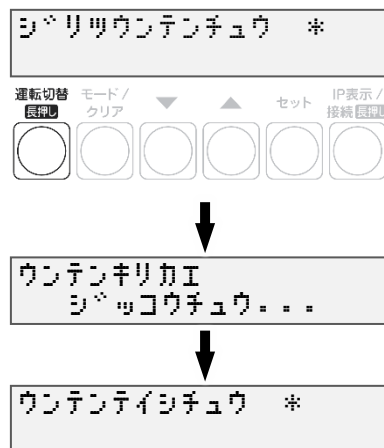 ジリツウンテンチュウ ＊
運転切替 モード/ ▼ ▲ セット IP表示/
長押し クリア 接続 長押し
ウンテンキリカエ
ジッコウチュウ...
ウンテンテイシチュウ ＊